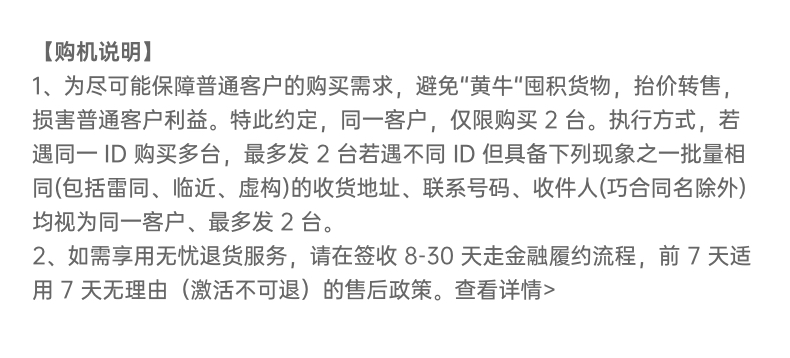 【购机说明】
1、为尽可能保障普通客户的购买需求，避免"黄牛"囤积货物，抬价转售，
损害普通客户利益。特此约定，同一客户，仅限购买 2 台。执行方式，若
遇同一 ID 购买多台，最多发 2 台若遇不同 ID 但具备下列现象之一批量相
同(包括雷同、临近、虚构)的收货地址、联系号码、收件人(巧合同名除外)
均视为同一客户、最多发 2 台。
2、如需享用无忧退货服务，请在签收 8-30 天走金融履约流程，前 7 天适
用 7 天无理由（激活不可退）的售后政策。查看详情>